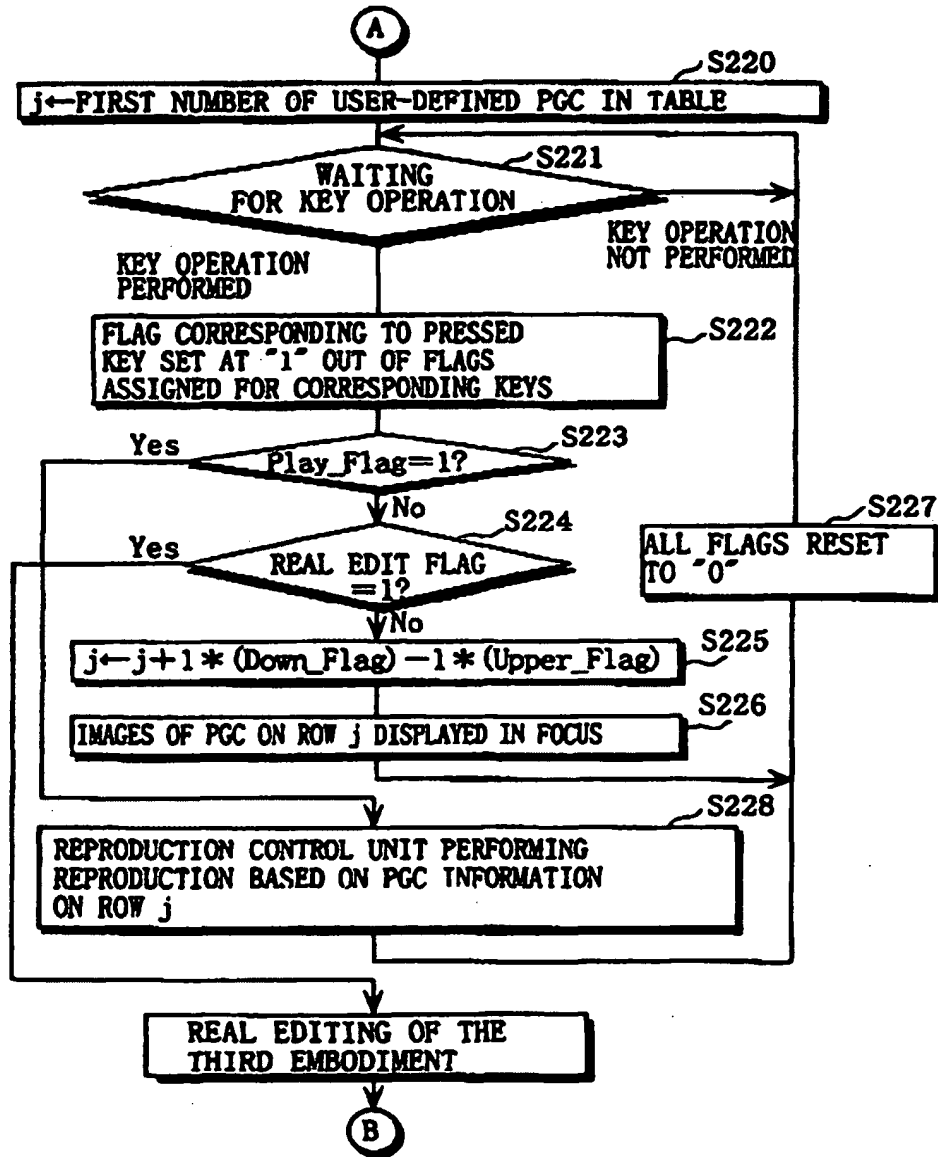 A
S220
j←FIRST NUMBER OF USER-DEFINED PGC IN TABLE
S221
WAITING
FOR KEY OPERATION
KEY OPERATION
NOT PERFORMED
KEY OPERATION
PERFORMED
S222
FLAG CORRESPONDING TO PRESSED
KEY SET AT "1" OUT OF FLAGS
ASSIGNED FOR CORRESPONDING KEYS
S223
Yes
Play_Flag==1?
No
S224
Yes
REAL EDIT FLAG
==1?
No
S227
ALL FLAGS RESET
TO "0"
S225
j←j+1*(Down_Flag)-1*(Upper_Flag)
S226
IMAGES OF PGC ON ROW j DISPLAYED IN FOCUS
S228
REPRODUCTION CONTROL UNIT PERFORMING
REPRODUCTION BASED ON PGC INFORMATION
ON ROW j
REAL EDITING OF THE
THIRD EMBODIMENT
B